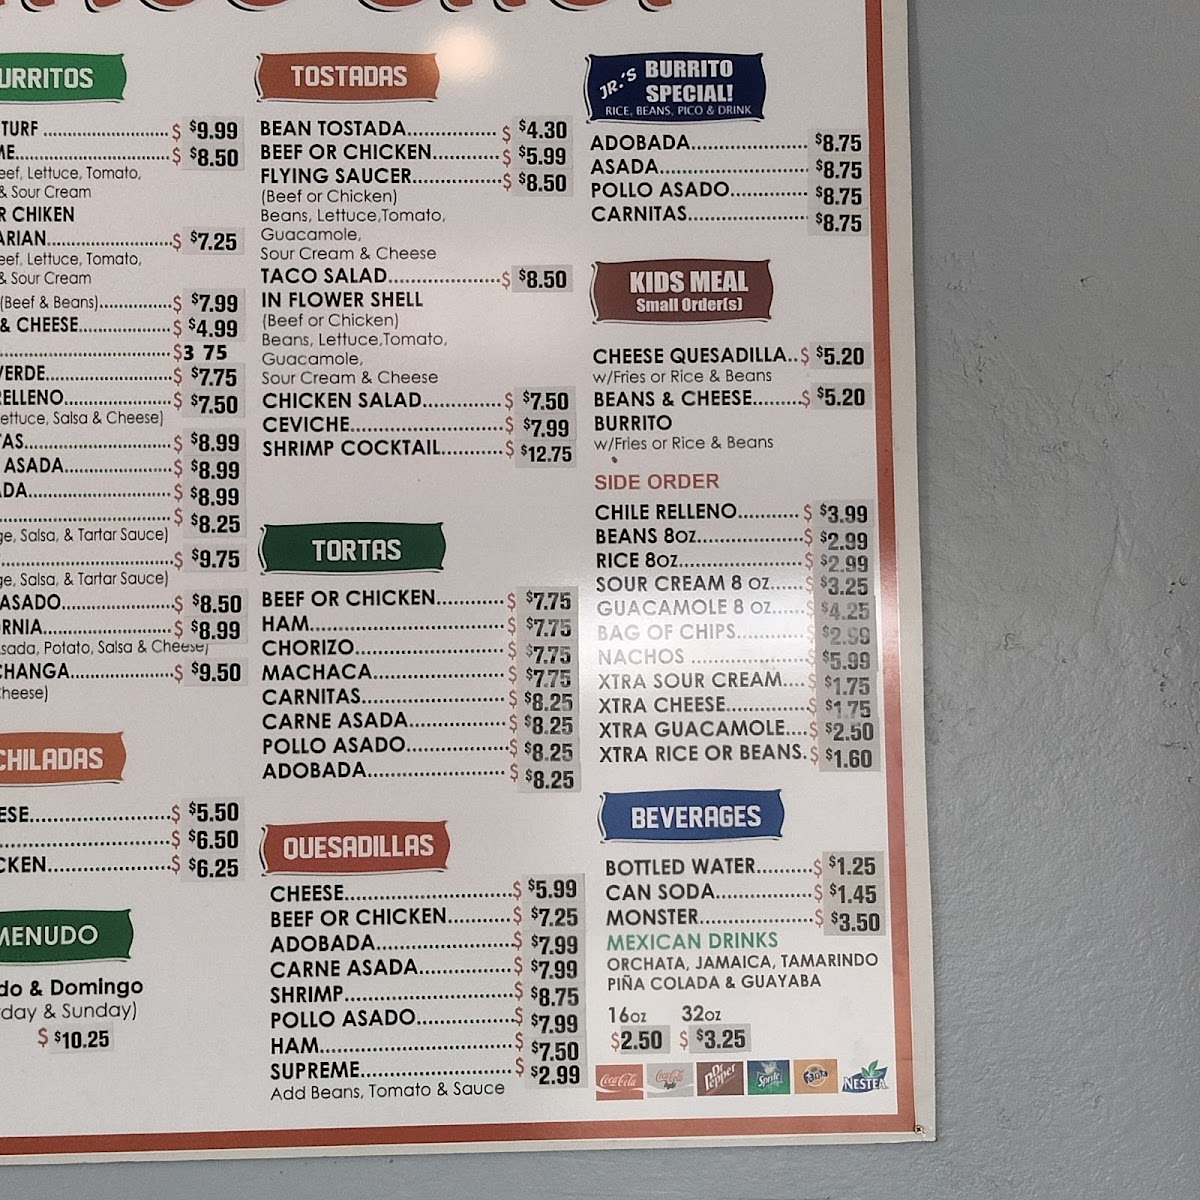 URRITOS
TURF $ $9.99
ME $ $8.50
eef, Lettuce, Tomato,
& Sour Cream
R CHIKEN
ARIAN $ $7.25
eef, Lettuce, Tomato,
& Sour Cream
(Beef & Beans) $ $7.99
& CHEESE $ $4.99
$3 75
VERDE $ $7.75
RELLENO $ $7.50
ettuce, Salsa & Cheese)
TAS $ $8.99
ASADA $ $8.99
DA $ $8.99
$ $8.25
ge, Salsa, & Tartar Sauce)
$ $9.75
ge, Salsa, & Tartar Sauce)
ASADO $ $8.50
RNIA $ $8.99
sada, Potato, Salsa & Cheese)
CHANGA $ $9.50
Cheese)
CHILADAS
ESE $ $5.50
$ $6.50
CKEN $ $6.25
MENUDO
do & Domingo
rday & Sunday)
$ $10.25
TOSTADAS
BEAN TOSTADA $ $4.30
BEEF OR CHICKEN $ $5.99
FLYING SAUCER $ $8.50
(Beef or Chicken)
Beans, Lettuce,Tomato,
Guacamole,
Sour Cream & Cheese
TACO SALAD $ $8.50
IN FLOWER SHELL
(Beef or Chicken)
Beans, Lettuce,Tomato,
Guacamole,
Sour Cream & Cheese
CHICKEN SALAD $ $7.50
CEVICHE $ $7.99
SHRIMP COCKTAIL $ $12.75
TORTAS
BEEF OR CHICKEN $ $7.75
HAM $ $7.75
CHORIZO $ $7.75
MACHACA $ $7.75
CARNITAS $ $8.25
CARNE ASADA $ $8.25
POLLO ASADO $ $8.25
ADOBADA $ $8.25
QUESADILLAS
CHEESE $ $5.99
BEEF OR CHICKEN $ $7.25
ADOBADA $ $7.99
CARNE ASADA $ $7.99
SHRIMP $ $8.75
POLLO ASADO $ $7.99
HAM $ $7.50
SUPREME $ $2.99
Add Beans, Tomato & Sauce
JR.'S BURRITO
SPECIAL!
RICE, BEANS, PICO & DRINK
ADOBADA $8.75
ASADA $8.75
POLLO ASADO $8.75
CARNITAS $8.75
KIDS MEAL
Small Order(s)
CHEESE QUESADILLA..$ $5.20
w/Fries or Rice & Beans
BEANS & CHEESE $ $5.20
BURRITO
w/Fries or Rice & Beans
SIDE ORDER
CHILE RELLENO $ $3.99
BEANS 8oz $ $2.99
RICE 8oz $ $2.99
SOUR CREAM 8 oz $ $3.25
GUACAMOLE 8 oz $ $4.25
BAG OF CHIPS $ $2.99
NACHOS $ $5.99
XTRA SOUR CREAM $ $1.75
XTRA CHEESE $ $1.75
XTRA GUACAMOLE $ $2.50
XTRA RICE OR BEANS.$ $1.60
BEVERAGES
BOTTLED WATER $ $1.25
CAN SODA $ $1.45
MONSTER $ $3.50
MEXICAN DRINKS
ORCHATA, JAMAICA, TAMARINDO
PIÑA COLADA & GUAYABA
16oz 32oz
$2.50 $ $3.25
Coca-Cola Coca-Cola light Dr Pepper Sprite Fanta NESTEA